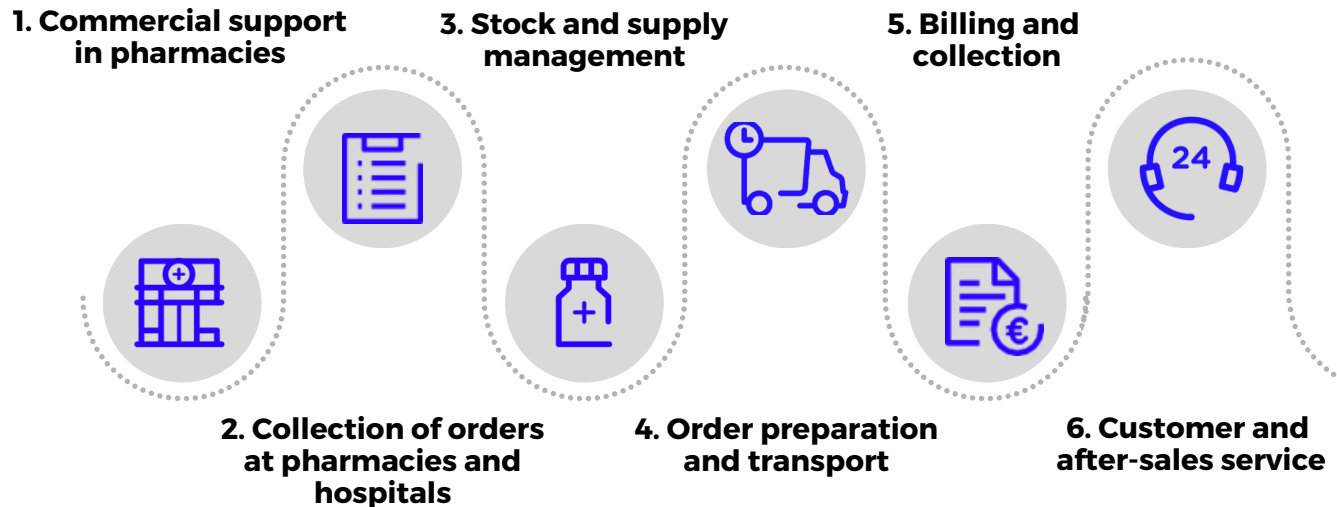 1. Commercial support
in pharmacies
2. Collection of orders
at pharmacies and
hospitals
3. Stock and supply
management
4. Order preparation
and transport
5. Billing and
collection
€
6. Customer and
after-sales service
24